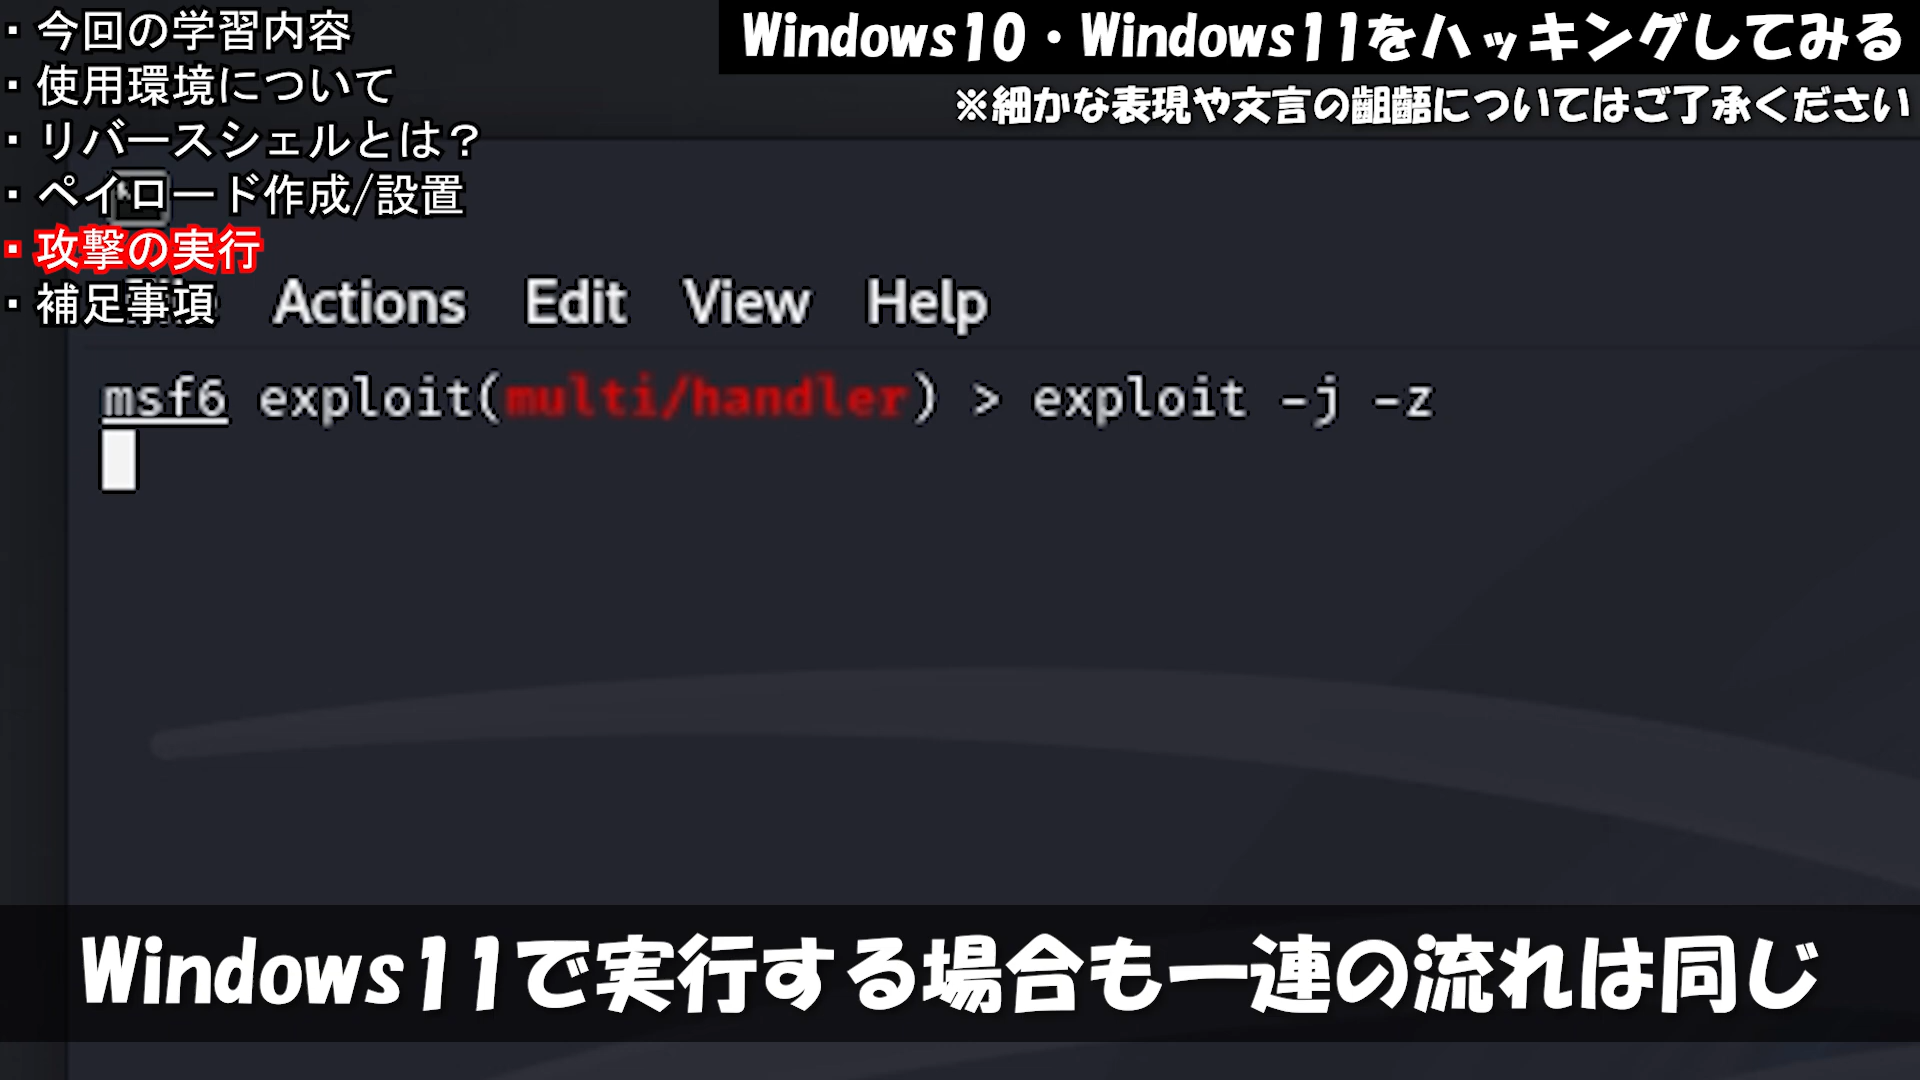 ・今回の学習内容
・使用環境について
・リバースシェルとは？
・ペイロード作成/設置
・攻撃の実行
・補足事項
Windows10・Windows11をハッキングしてみる
※細かな表現や文言の齟齬についてはご了承ください
Actions Edit View Help
msf6 exploit(multi/handler) > exploit -j -z
Windows11で実行する場合も一連の流れは同じ